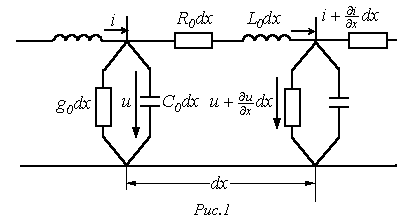 i R₀dx L₀dx i + ∂i/∂x dx
g₀dx u C₀dx u + ∂u/∂x dx
dx
Рис.1